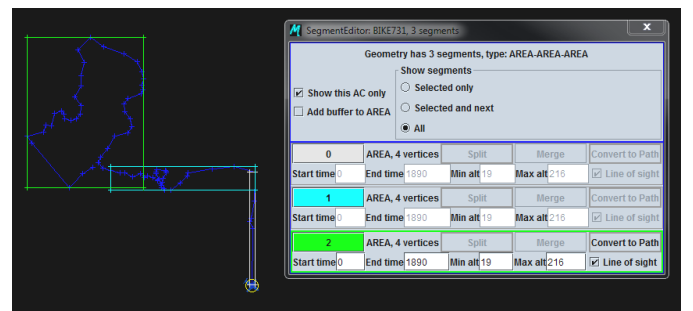 SegmentEditor: BIKE731, 3 segments
x
Geometry has 3 segments, type: AREA-AREA-AREA
Show segments
Show this AC only
Selected only
Add buffer to AREA
Selected and next
All
0 AREA, 4 vertices Split Merge Convert to Path
Start time 0 End time 1890 Min alt 19 Max alt 216 Line of sight
1 AREA, 4 vertices Split Merge Convert to Path
Start time 0 End time 1890 Min alt 19 Max alt 216 Line of sight
2 AREA, 4 vertices Split Merge Convert to Path
Start time 0 End time 1890 Min alt 19 Max alt 216 Line of sight